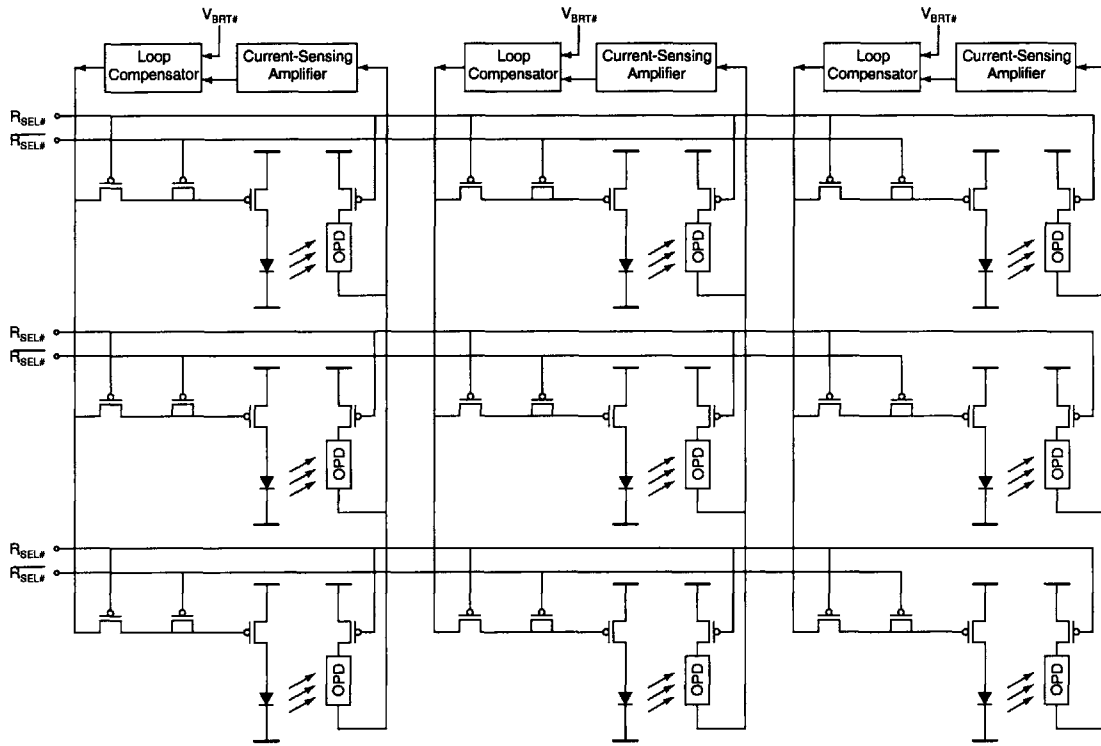 V_BRT#
V_BRT#
V_BRT#
Loop
Compensator
Current-Sensing
Amplifier
Loop
Compensator
Current-Sensing
Amplifier
Loop
Compensator
Current-Sensing
Amplifier
R_SEL#
R̅_SEL#
OPD
OPD
OPD
R_SEL#
R̅_SEL#
OPD
OPD
OPD
R_SEL#
R̅_SEL#
OPD
OPD
OPD